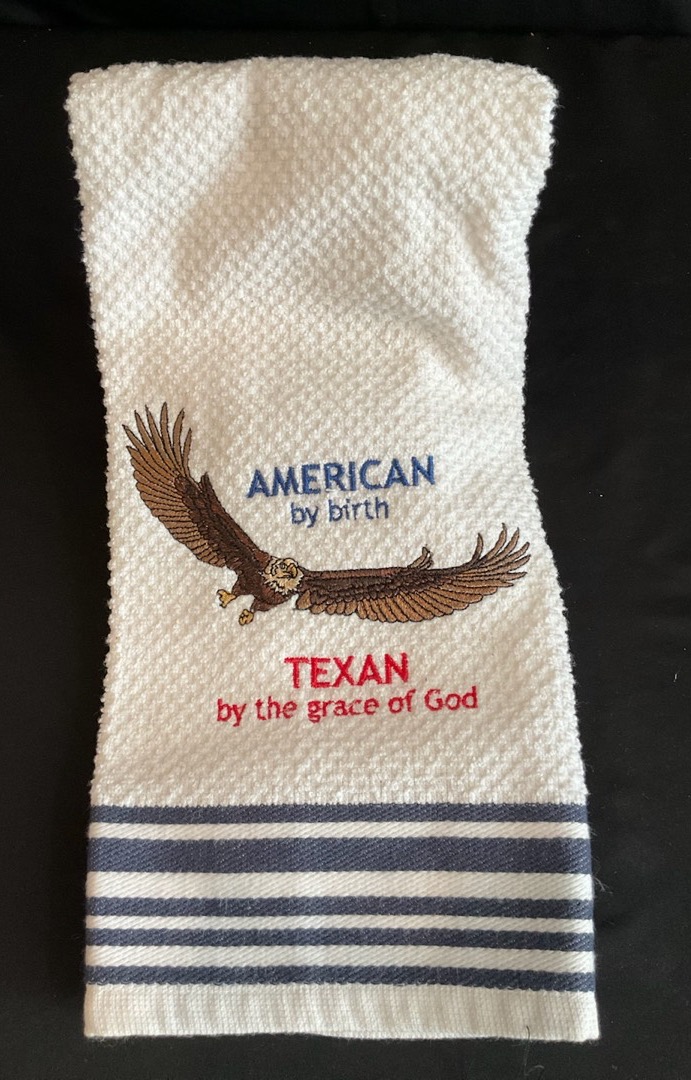 AMERICAN
by birth
TEXAN
by the grace of God